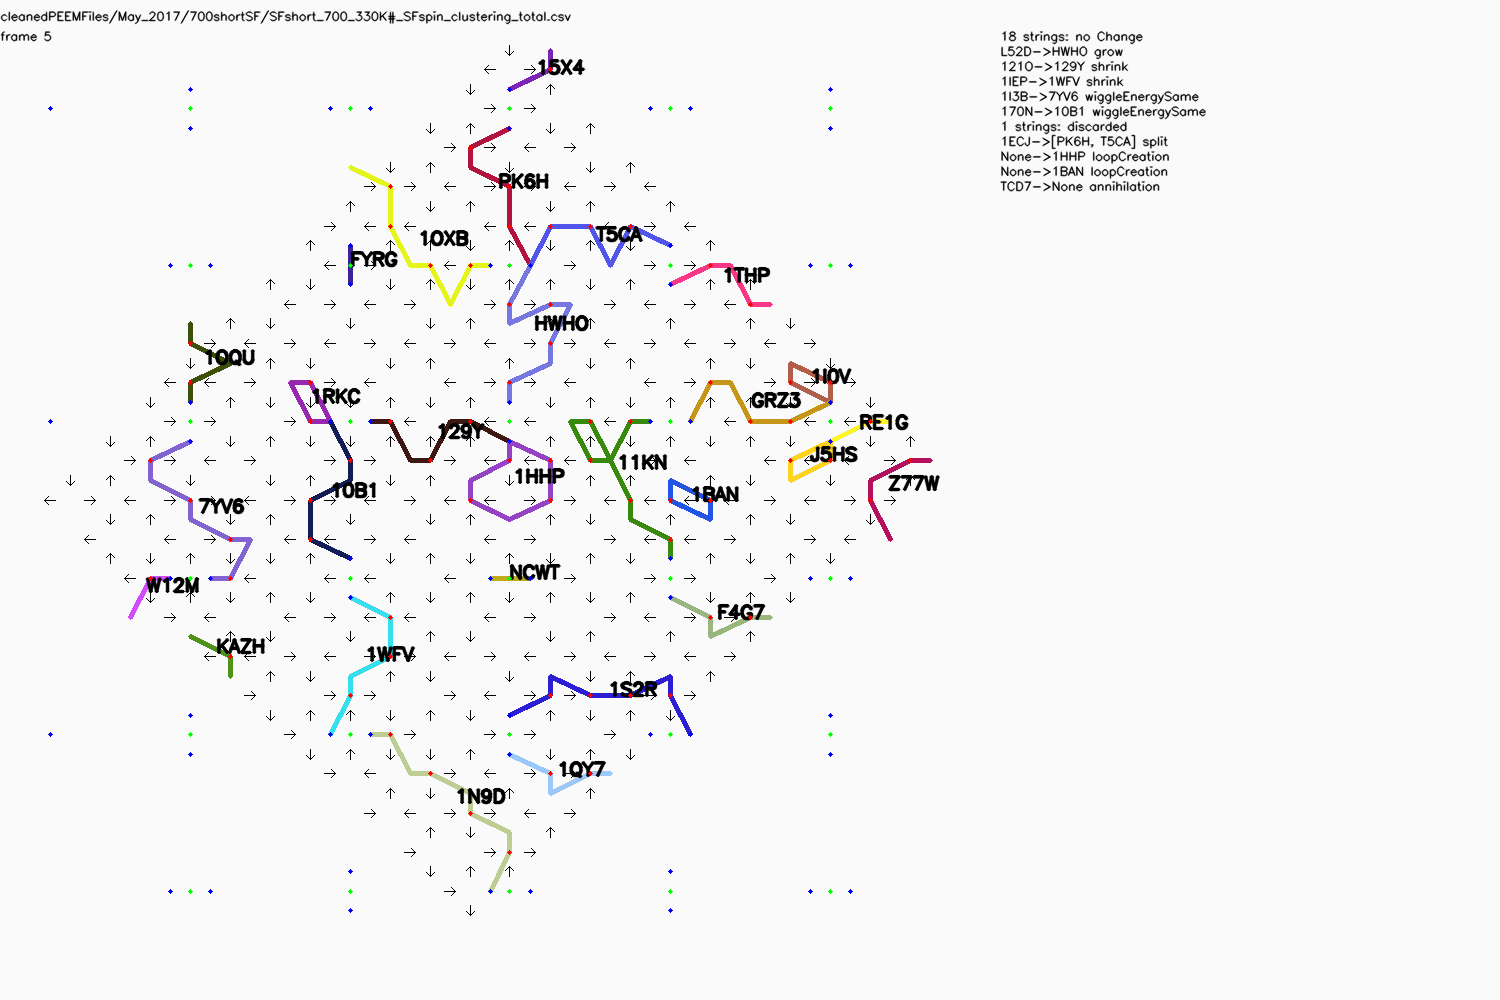 cleanedPEEMFiles/May_2017/700shortSF/SFshort_700_330K#_SFspin_clustering_total.csv
frame 5
18 strings: no Change
L52D->HWHO grow
121O->129Y shrink
1IEP->1WFV shrink
1I3B->7YV6 wiggleEnergySame
170N->10B1 wiggleEnergySame
1 strings: discarded
1ECJ->[PK6H, T5CA] split
None->1HHP loopCreation
None->1BAN loopCreation
TCD7->None annihilation
15X4
PK6H
10XB
T5CA
FYRG
1THP
HWHO
10QU
1RKC
1I0V
GRZ3
129Y
RE1G
J5HS
11KN
1HHP
Z77W
10B1
1BAN
7YV6
NCWT
W12M
F4G7
KAZH
1WFV
1S2R
1QY7
1N9D